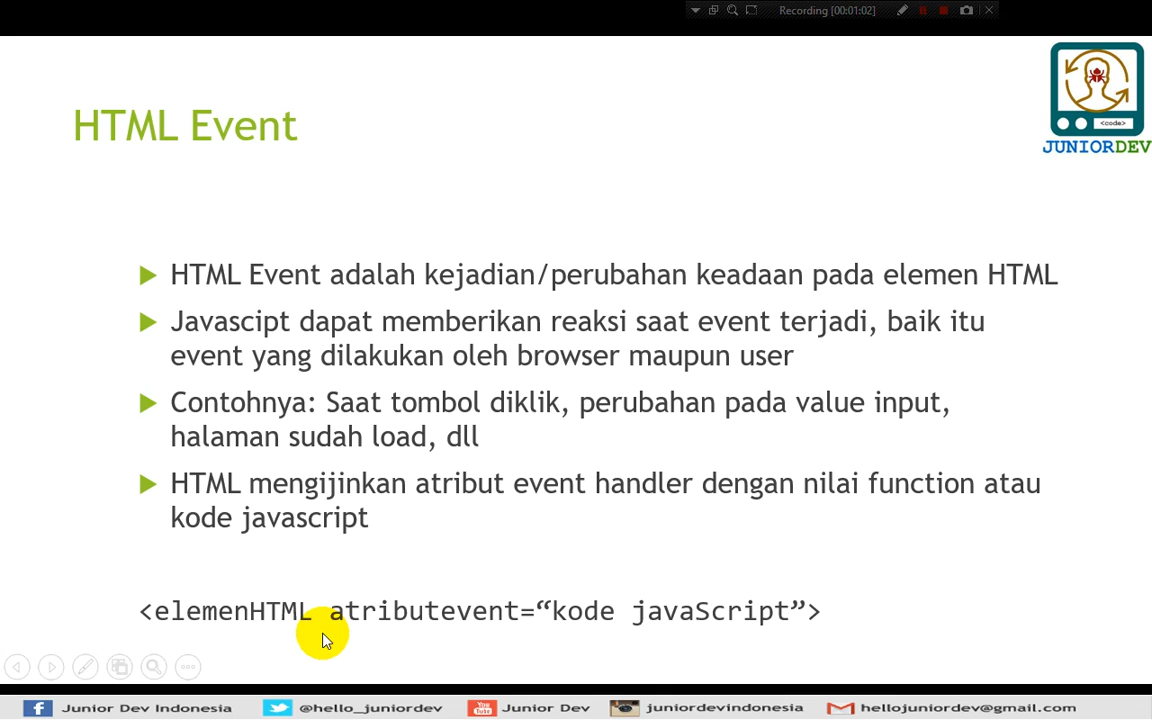 Recording [00:01:02]
<code>
JUNIORDEV
HTML Event
HTML Event adalah kejadian/perubahan keadaan pada elemen HTML
Javascipt dapat memberikan reaksi saat event terjadi, baik itu
event yang dilakukan oleh browser maupun user
Contohnya: Saat tombol diklik, perubahan pada value input,
halaman sudah load, dll
HTML mengijinkan atribut event handler dengan nilai function atau
kode javascript
<elemenHTML atributevent=“kode javaScript”>
f Junior Dev Indonesia @hello_juniordev You Tube Junior Dev juniordevindonesia hellojuniordev@gmail.com